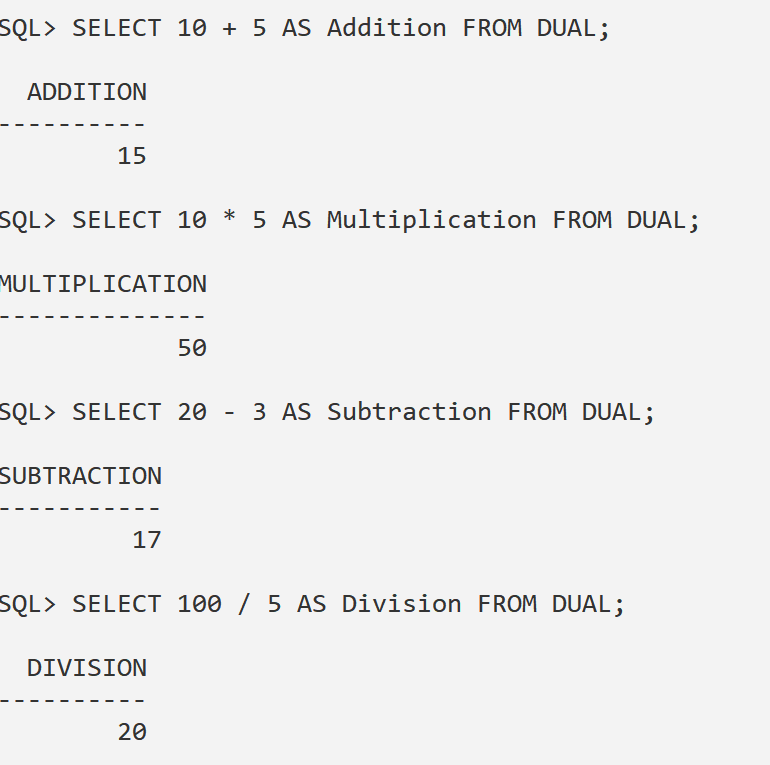 SQL> SELECT 10 + 5 AS Addition FROM DUAL;
  ADDITION
----------
        15
SQL> SELECT 10 * 5 AS Multiplication FROM DUAL;
MULTIPLICATION
--------------
            50
SQL> SELECT 20 - 3 AS Subtraction FROM DUAL;
SUBTRACTION
-----------
         17
SQL> SELECT 100 / 5 AS Division FROM DUAL;
  DIVISION
----------
        20